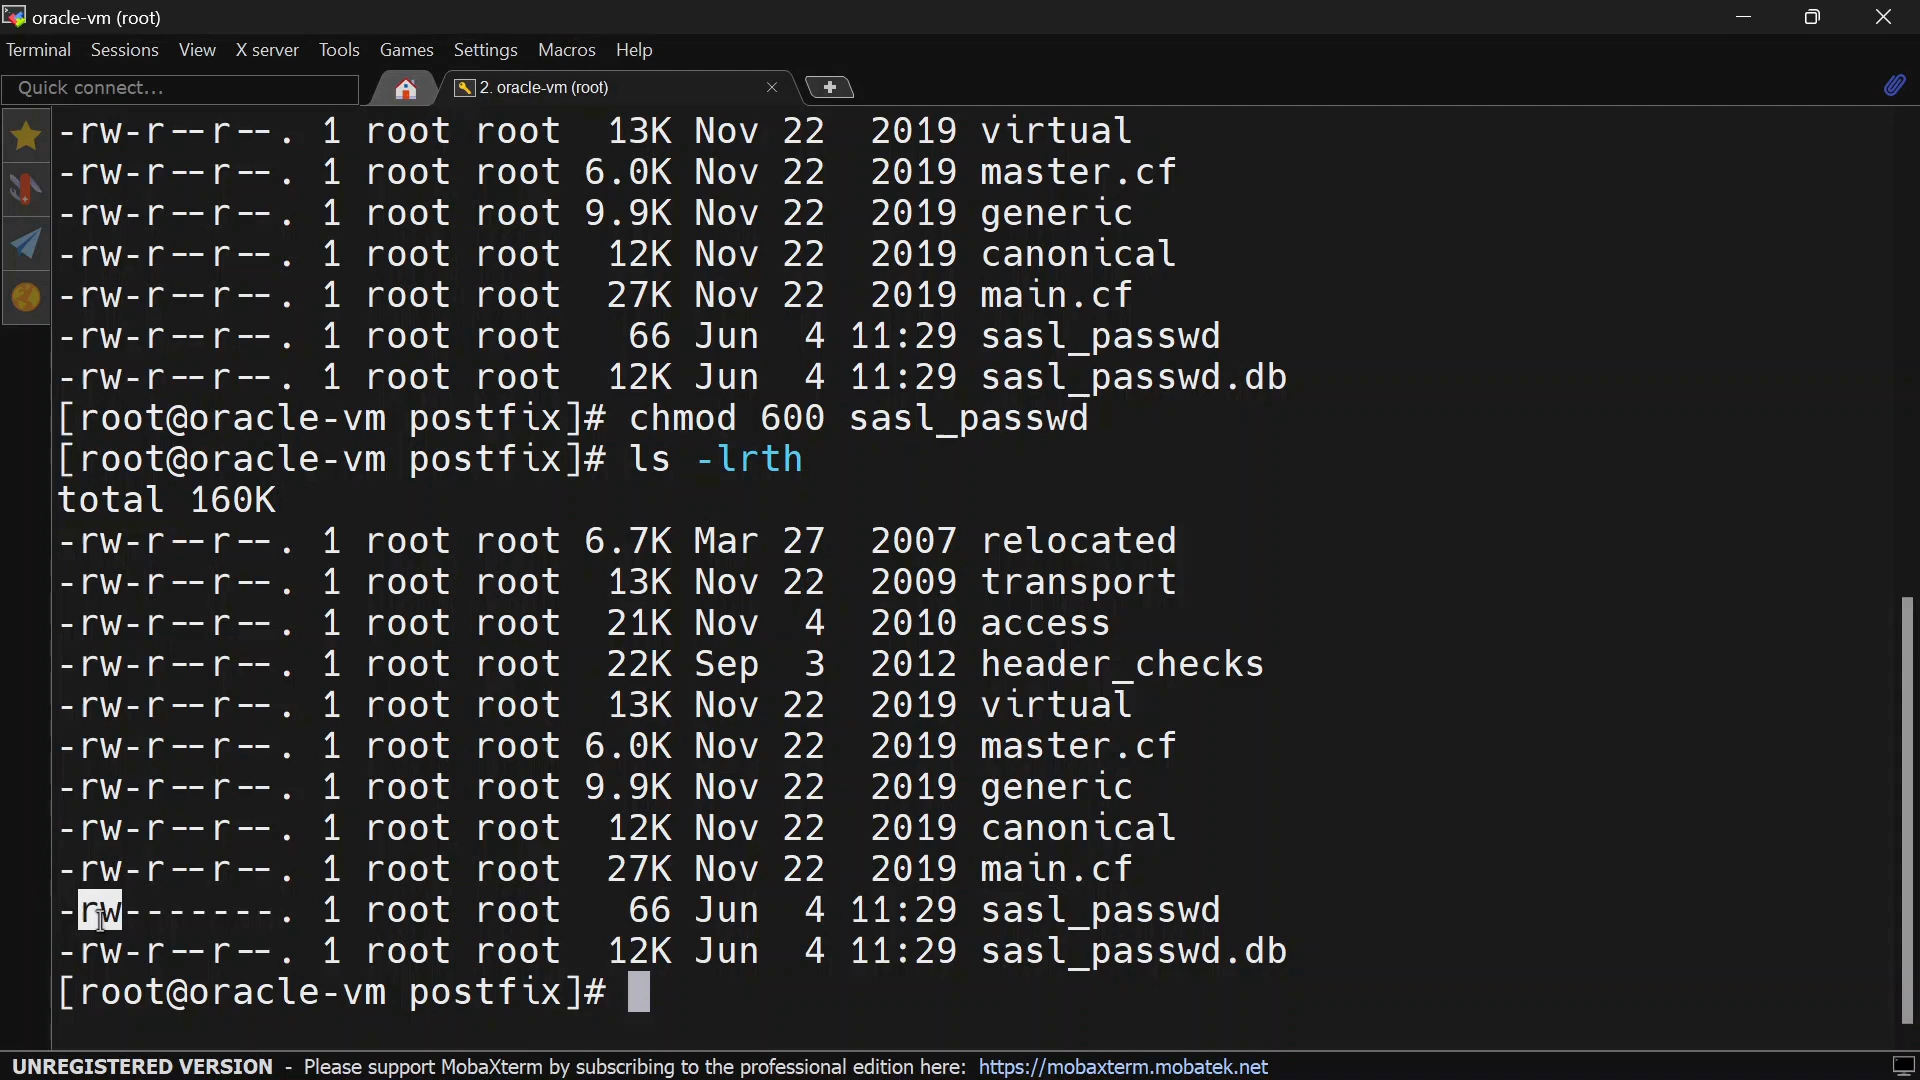 oracle-vm (root)
Terminal Sessions View X server Tools Games Settings Macros Help
Quick connect... 2. oracle-vm (root)
-rw-r--r--. 1 root root 13K Nov 22 2019 virtual
-rw-r--r--. 1 root root 6.0K Nov 22 2019 master.cf
-rw-r--r--. 1 root root 9.9K Nov 22 2019 generic
-rw-r--r--. 1 root root 12K Nov 22 2019 canonical
-rw-r--r--. 1 root root 27K Nov 22 2019 main.cf
-rw-r--r--. 1 root root 66 Jun 4 11:29 sasl_passwd
-rw-r--r--. 1 root root 12K Jun 4 11:29 sasl_passwd.db
[root@oracle-vm postfix]# chmod 600 sasl_passwd
[root@oracle-vm postfix]# ls -lrth
total 160K
-rw-r--r--. 1 root root 6.7K Mar 27 2007 relocated
-rw-r--r--. 1 root root 13K Nov 22 2009 transport
-rw-r--r--. 1 root root 21K Nov 4 2010 access
-rw-r--r--. 1 root root 22K Sep 3 2012 header_checks
-rw-r--r--. 1 root root 13K Nov 22 2019 virtual
-rw-r--r--. 1 root root 6.0K Nov 22 2019 master.cf
-rw-r--r--. 1 root root 9.9K Nov 22 2019 generic
-rw-r--r--. 1 root root 12K Nov 22 2019 canonical
-rw-r--r--. 1 root root 27K Nov 22 2019 main.cf
-rw-------. 1 root root 66 Jun 4 11:29 sasl_passwd
-rw-r--r--. 1 root root 12K Jun 4 11:29 sasl_passwd.db
[root@oracle-vm postfix]#
UNREGISTERED VERSION - Please support MobaXterm by subscribing to the professional edition here: https://mobaxterm.mobatek.net